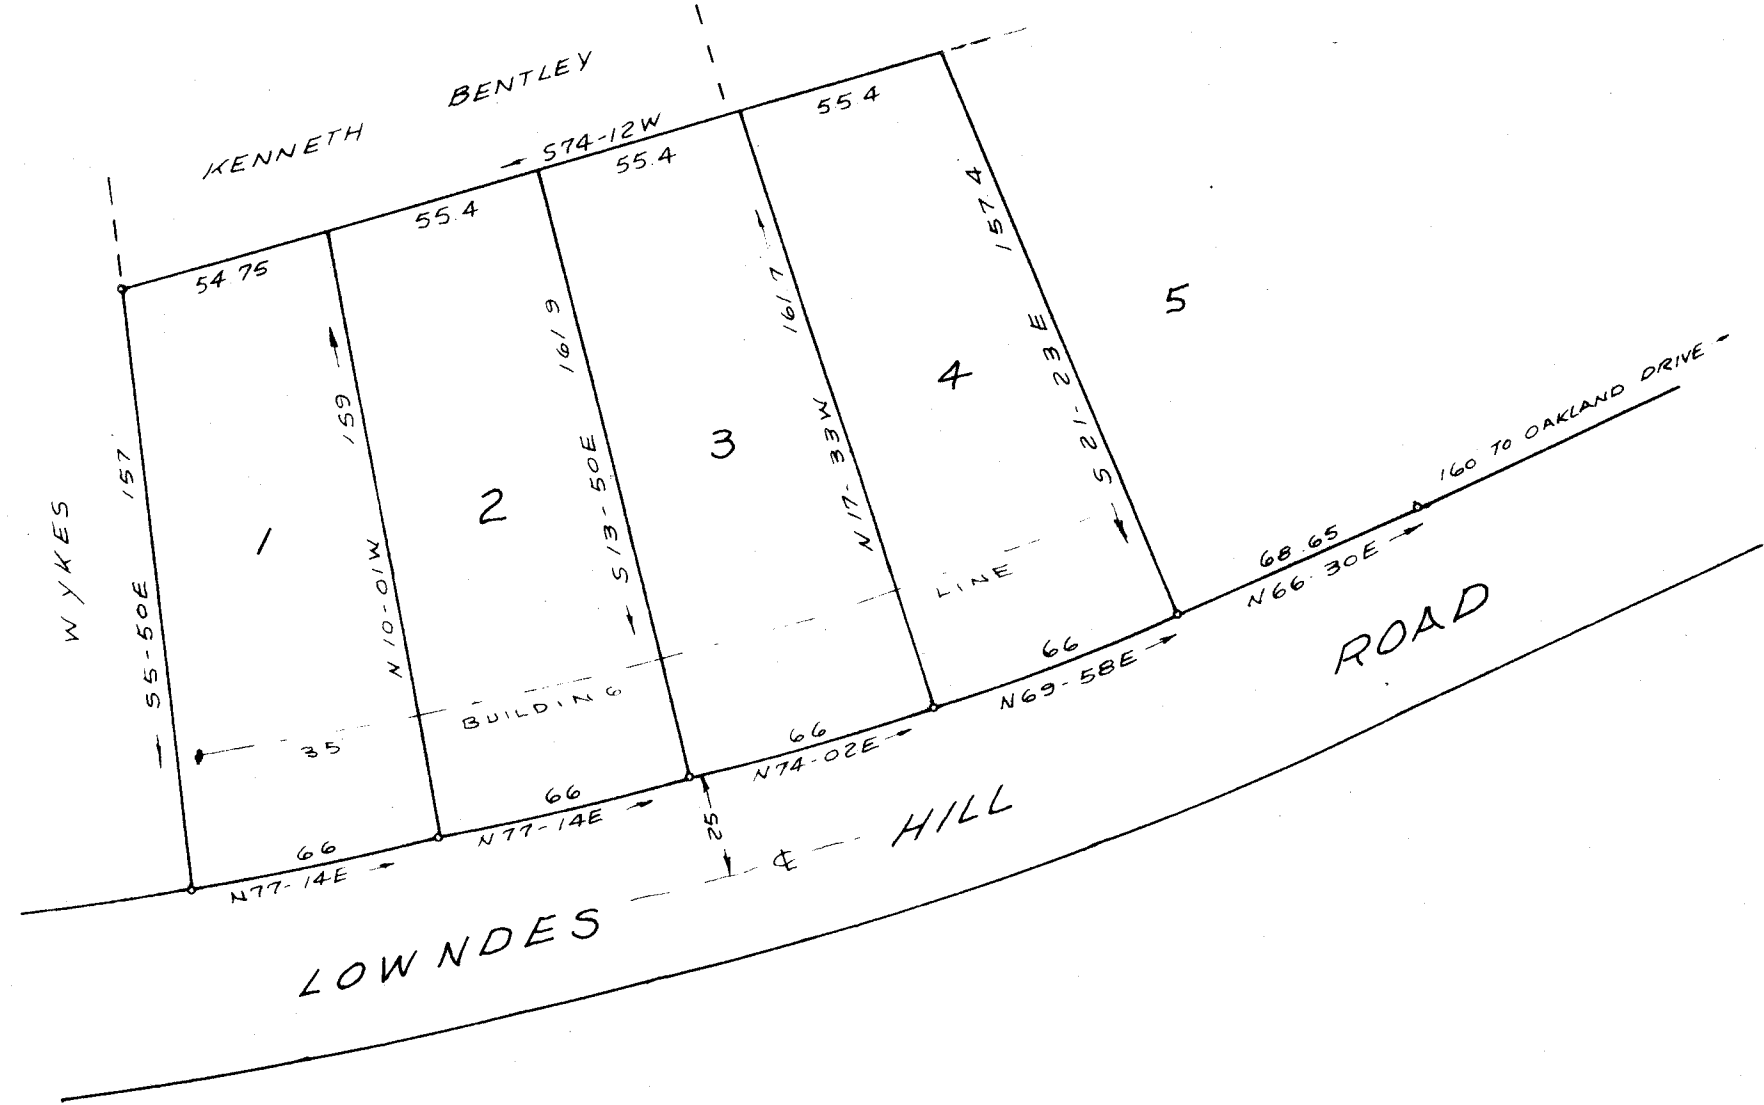 KENNETH BENTLEY
S74-12W
54.75
55.4
55.4
55.4
WYKES
157
S5-50E
1
159
N10-01W
2
161.9
S13-50E
3
161.7
N17-33W
4
157.4
S21-23E
5
35
BUILDING LINE
66
N77-14E
66
N77-14E
66
N74-02E
66
N69-58E
68.65
N66-30E
160 TO OAKLAND DRIVE
25
℄
LOWNDES HILL ROAD